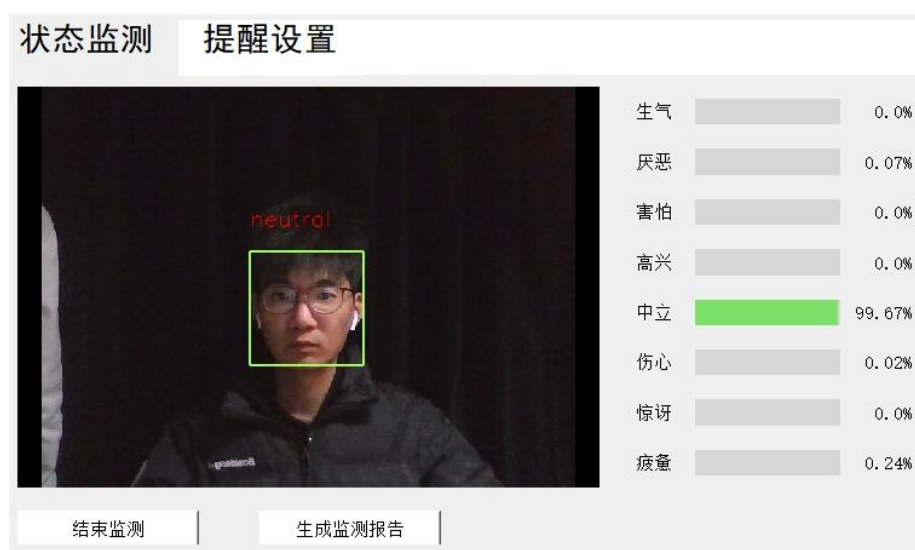 状态监测 提醒设置
neutral
生气 0.0%
厌恶 0.07%
害怕 0.0%
高兴 0.0%
中立 99.67%
伤心 0.02%
惊讶 0.0%
疲惫 0.24%
结束监测 生成监测报告